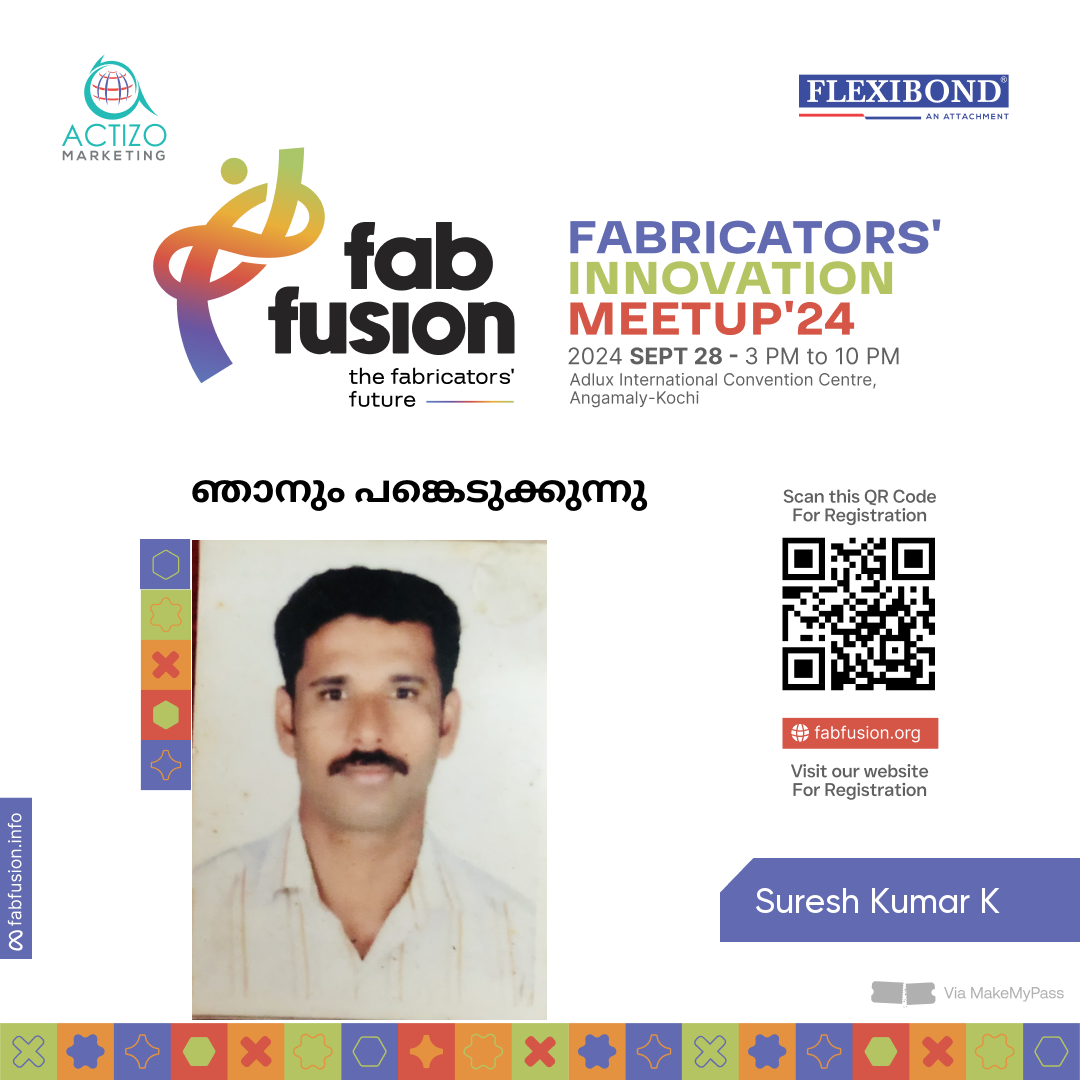 ACTIZO
MARKETING
FLEXIBOND®
AN ATTACHMENT
fab
fusion
the fabricators'
future
FABRICATORS'
INNOVATION
MEETUP'24
2024 SEPT 28 - 3 PM to 10 PM
Adlux International Convention Centre,
Angamaly-Kochi
ഞാനും പങ്കെടുക്കുന്നു
Scan this QR Code
For Registration
fabfusion.org
Visit our website
For Registration
fabfusion.info
Suresh Kumar K
Via MakeMyPass